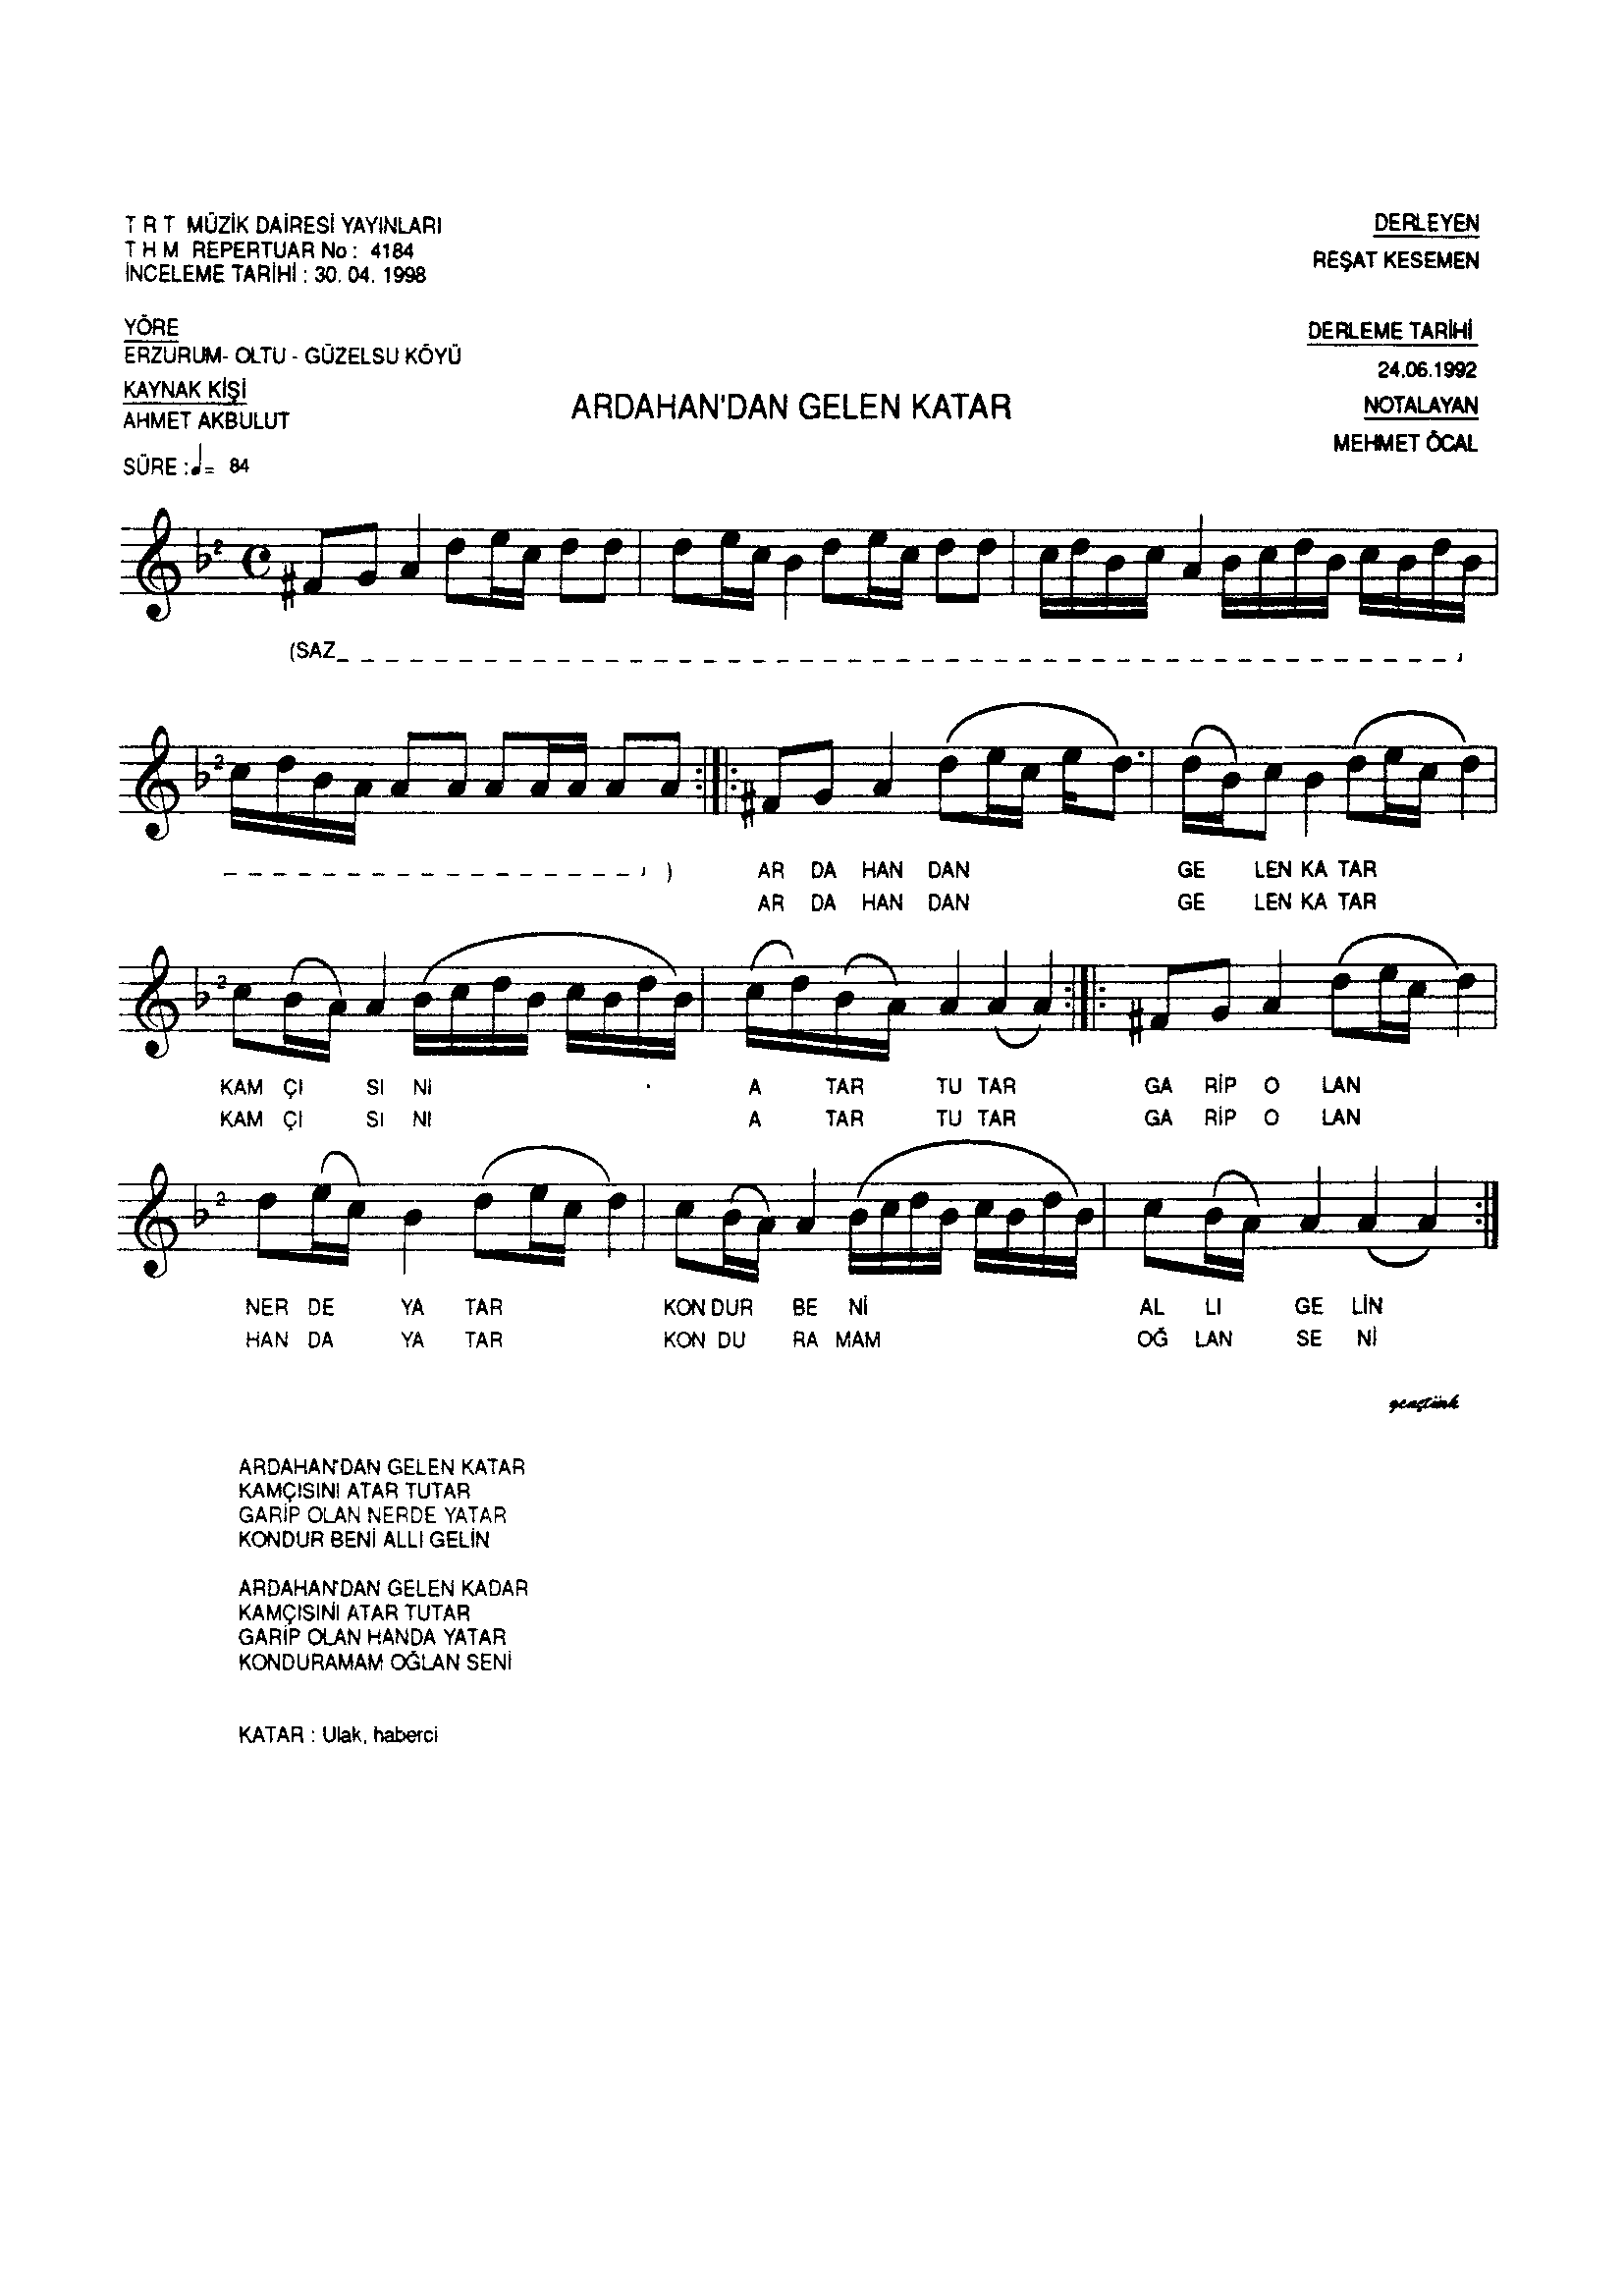 T R T MÜZİK DAİRESİ YAYINLARI
T H M REPERTUAR No : 4184
İNCELEME TARİHİ : 30. 04. 1998
DERLEYEN
REŞAT KESEMEN
YÖRE
ERZURUM- OLTU - GÜZELSU KÖYÜ
KAYNAK KİŞİ
AHMET AKBULUT
DERLEME TARİHİ
24.06.1992
NOTALAYAN
MEHMET ÖCAL
ARDAHAN'DAN GELEN KATAR
SÜRE : ♩= 84
(SAZ_ _ _ _ _ _ _ _ _ _ _ _ _ _ _ _ _ _ _ _ _ _ _ _ _ _
_ _ _ _ _ _ _ _ _ _ _ _ _ _ _ _ _ ) AR DA HAN DAN GE LEN KA TAR
AR DA HAN DAN GE LEN KA TAR
KAM ÇI SI NI A TAR TU TAR GA RİP O LAN
KAM ÇI SI NI A TAR TU TAR GA RİP O LAN
NER DE YA TAR KON DUR BE Nİ AL LI GE LİN
HAN DA YA TAR KON DU RA MAM OĞ LAN SE Nİ
gençtürk
ARDAHAN'DAN GELEN KATAR
KAMÇISINI ATAR TUTAR
GARİP OLAN NERDE YATAR
KONDUR BENİ ALLI GELİN
ARDAHAN'DAN GELEN KADAR
KAMÇISINİ ATAR TUTAR
GARİP OLAN HANDA YATAR
KONDURAMAM OĞLAN SENİ
KATAR : Ulak, haberci